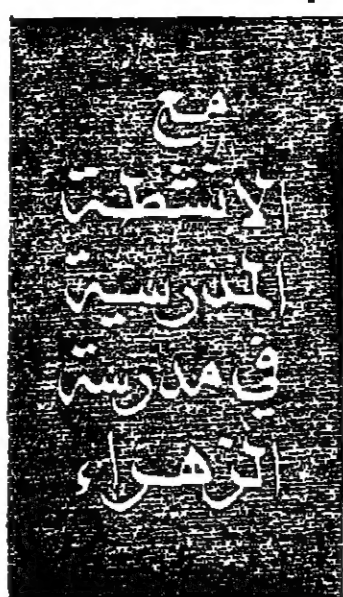 مع
الأنشطة
المدرسية
في مدرسة
الزهراء